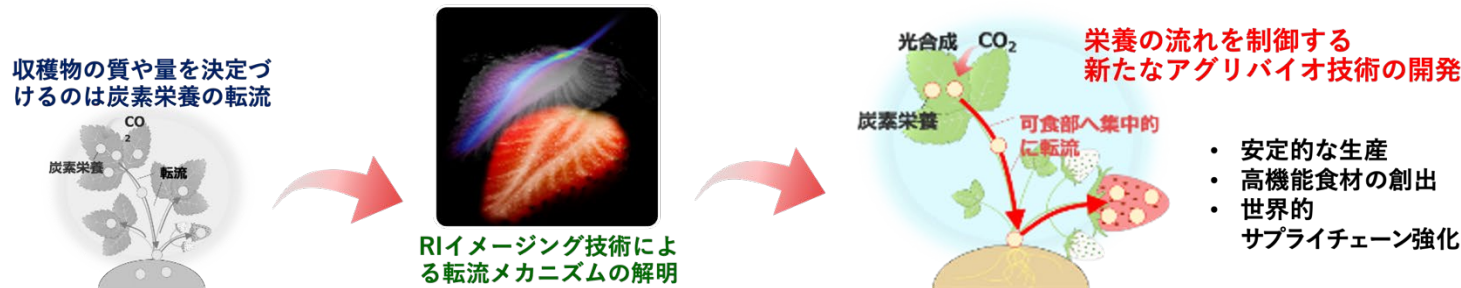 収穫物の質や量を決定づ
けるのは炭素栄養の転流
CO
2
炭素栄養
転流
RIイメージング技術によ
る転流メカニズムの解明
光合成 CO₂
炭素栄養
可食部へ集中的
に転流
栄養の流れを制御する
新たなアグリバイオ技術の開発
• 安定的な生産
• 高機能食材の創出
• 世界的
サプライチェーン強化